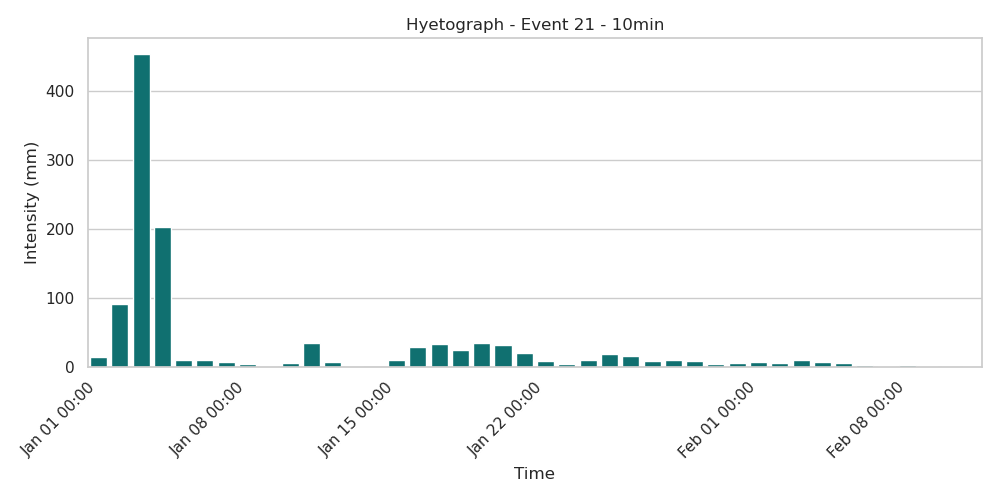 Hyetograph - Event 21 - 10min
Intensity (mm)
400
300
200
100
0
Jan 01 00:00
Jan 08 00:00
Jan 15 00:00
Jan 22 00:00
Feb 01 00:00
Feb 08 00:00
Time